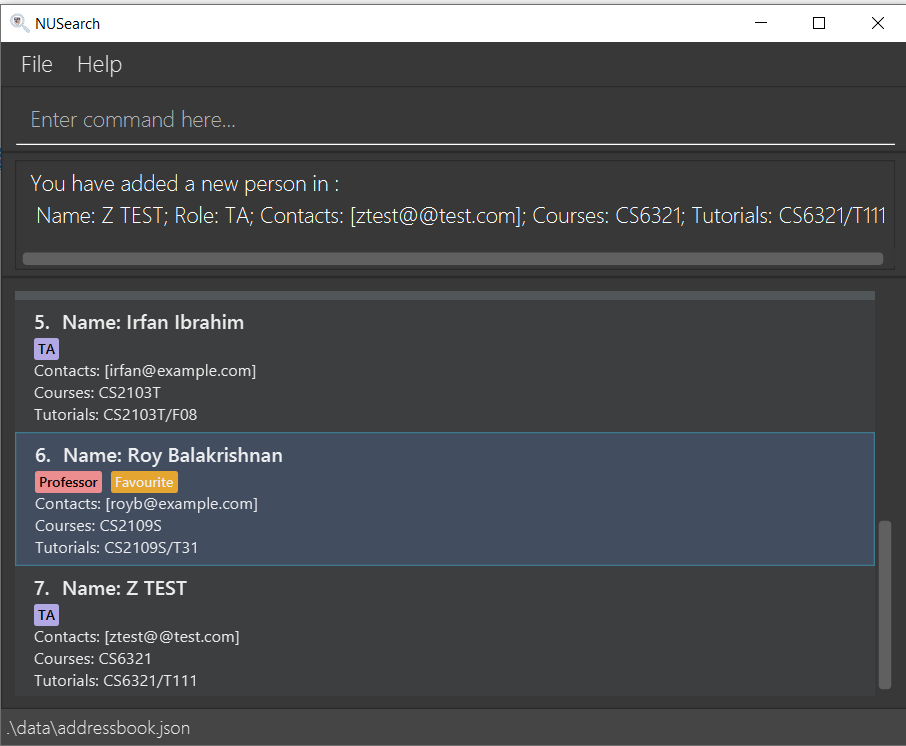 NUSearch
File Help
Enter command here...
You have added a new person in :
Name: Z TEST; Role: TA; Contacts: [ztest@@test.com]; Courses: CS6321; Tutorials: CS6321/T111
5. Name: Irfan Ibrahim
TA
Contacts: [irfan@example.com]
Courses: CS2103T
Tutorials: CS2103T/F08
6. Name: Roy Balakrishnan
Professor Favourite
Contacts: [royb@example.com]
Courses: CS2109S
Tutorials: CS2109S/T31
7. Name: Z TEST
TA
Contacts: [ztest@@test.com]
Courses: CS6321
Tutorials: CS6321/T111
.\data\addressbook.json